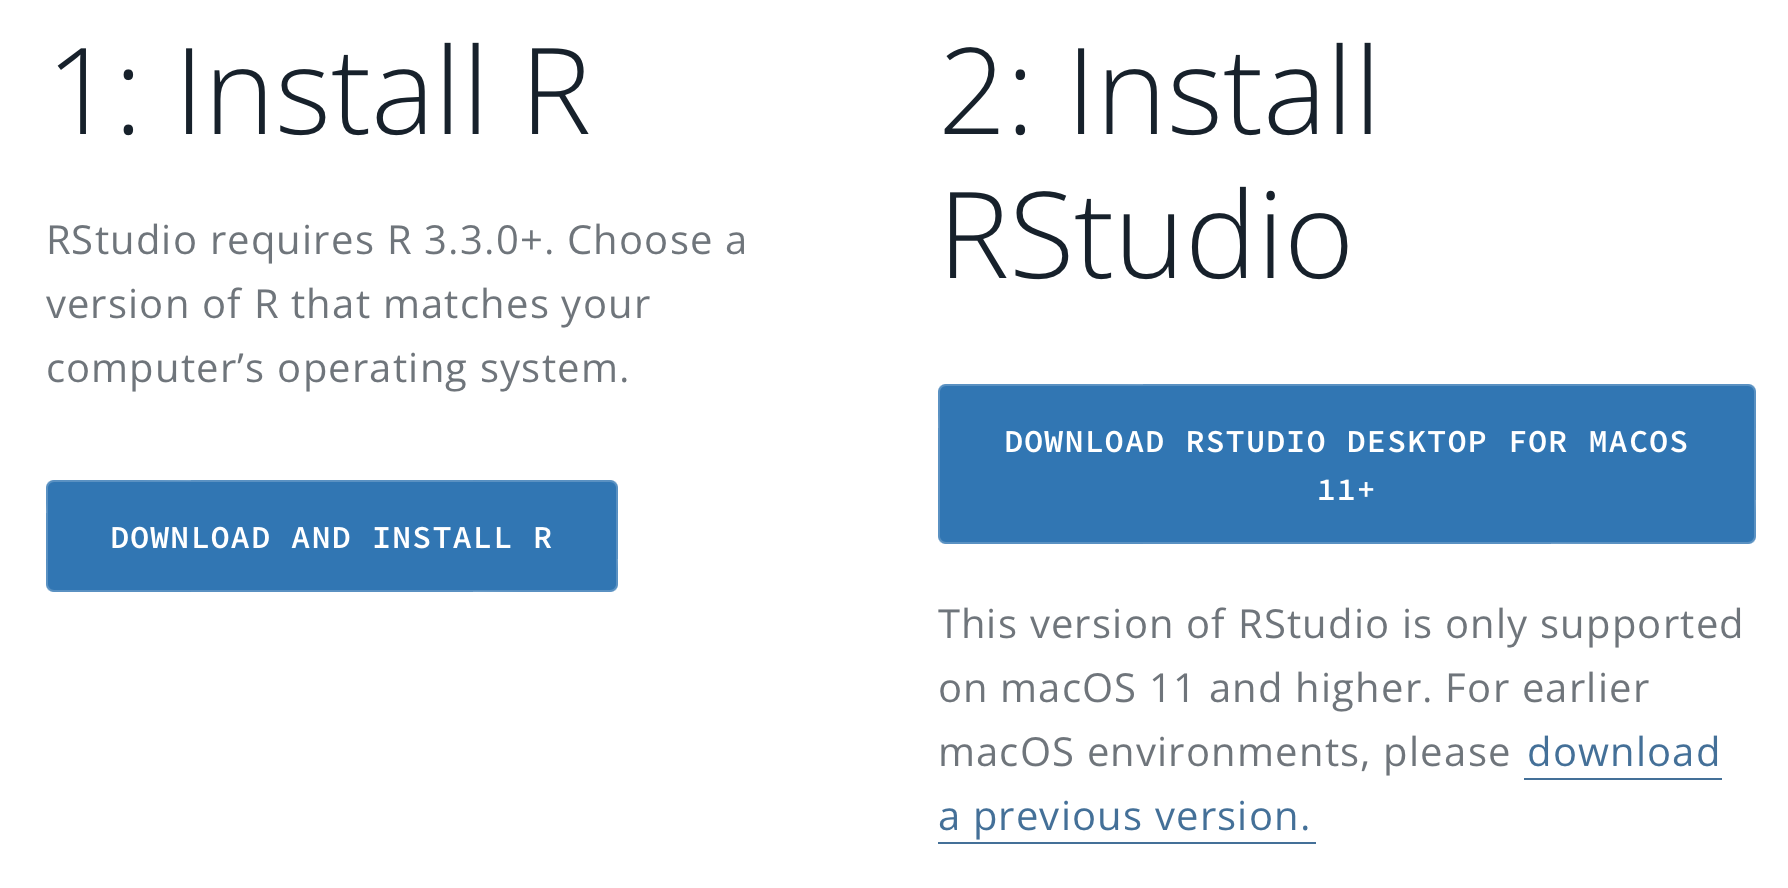 1: Install R
RStudio requires R 3.3.0+. Choose a
version of R that matches your
computer’s operating system.
DOWNLOAD AND INSTALL R
2: Install
RStudio
DOWNLOAD RSTUDIO DESKTOP FOR MACOS
11+
This version of RStudio is only supported
on macOS 11 and higher. For earlier
macOS environments, please download
a previous version.